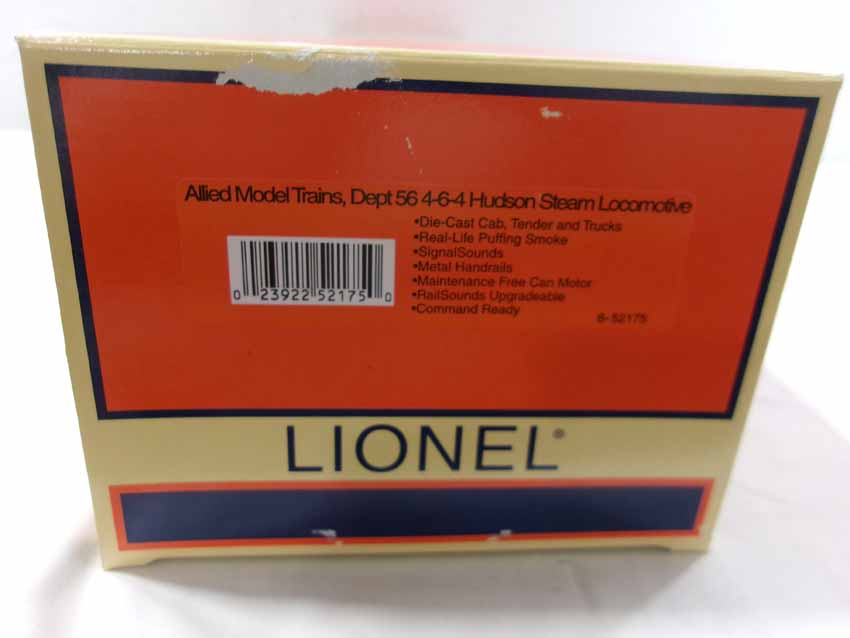 Allied Model Trains, Dept 56 4-6-4 Hudson Steam Locomotive
•Die-Cast Cab, Tender and Trucks
•Real-Life Puffing Smoke
•SignalSounds
•Metal Handrails
•Maintenance Free Can Motor
•RailSounds Upgradeable
•Command Ready
0 23922 52175 0
6-52175
LIONEL®